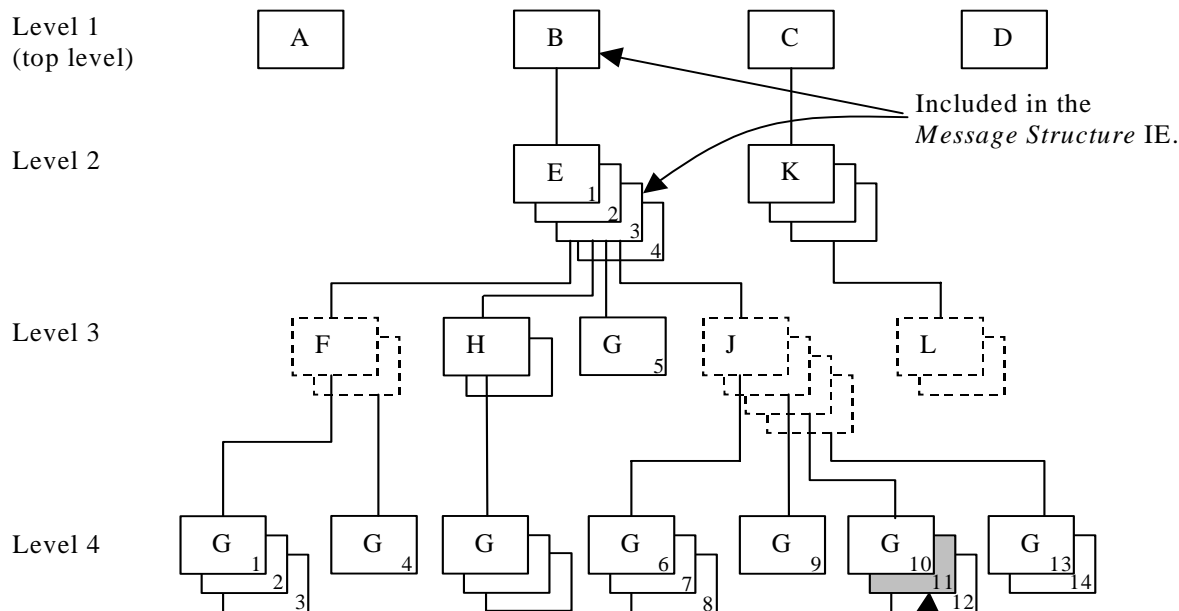 Level 1
(top level)
A
B
C
D
Included in the
Message Structure IE.
Level 2
E
1
2
3
4
K
Level 3
F
H
G
5
J
L
Level 4
G
1
2
3
G
4
G
G
6
7
8
G
9
G
10
11
12
G
13
14